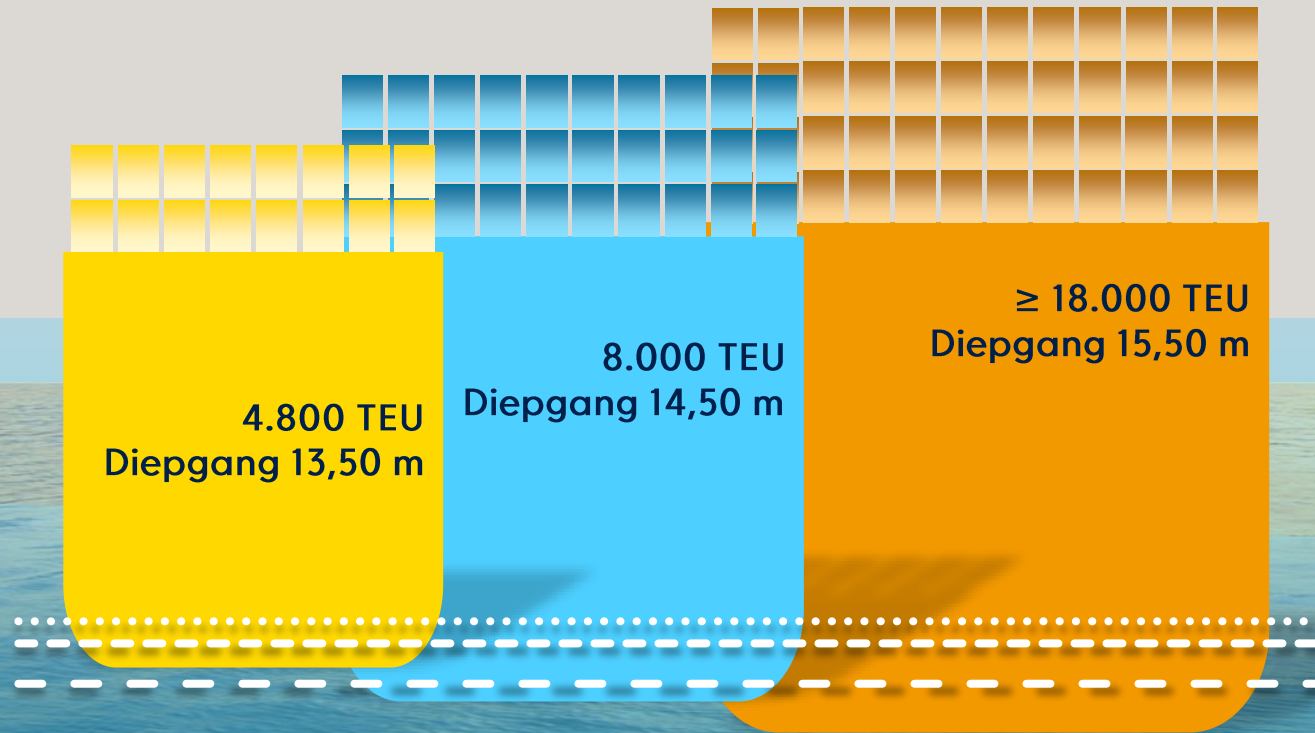 4.800 TEU
Diepgang 13,50 m
8.000 TEU
Diepgang 14,50 m
≥ 18.000 TEU
Diepgang 15,50 m